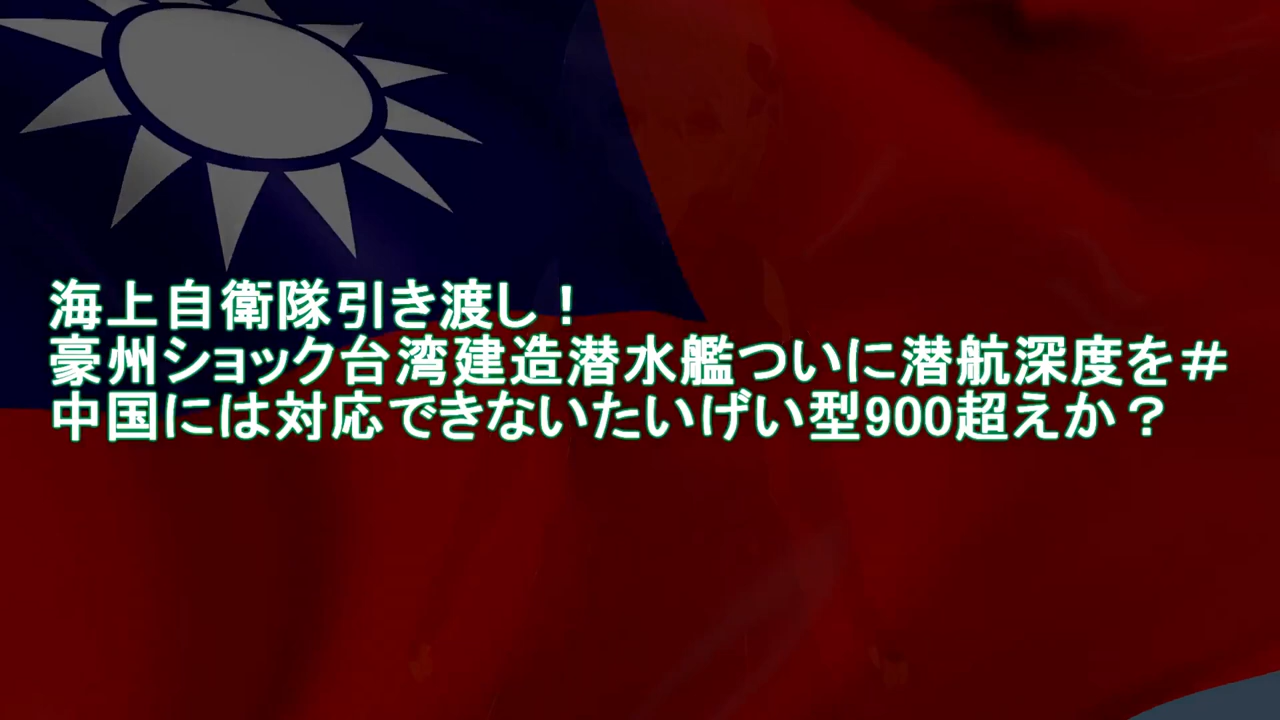 海上自衛隊引き渡し！
豪州ショック台湾建造潜水艦ついに潜航深度を＃
中国には対応できないたいげい型900超えか？